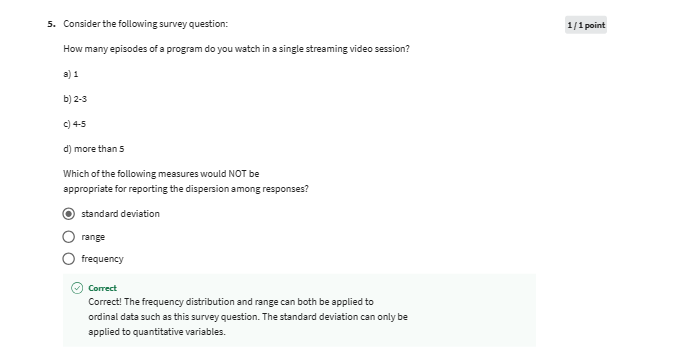 5. Consider the following survey question:
1 / 1 point
How many episodes of a program do you watch in a single streaming video session?
a) 1
b) 2-3
c) 4-5
d) more than 5
Which of the following measures would NOT be
appropriate for reporting the dispersion among responses?
standard deviation
range
frequency
Correct
Correct! The frequency distribution and range can both be applied to
ordinal data such as this survey question. The standard deviation can only be
applied to quantitative variables.